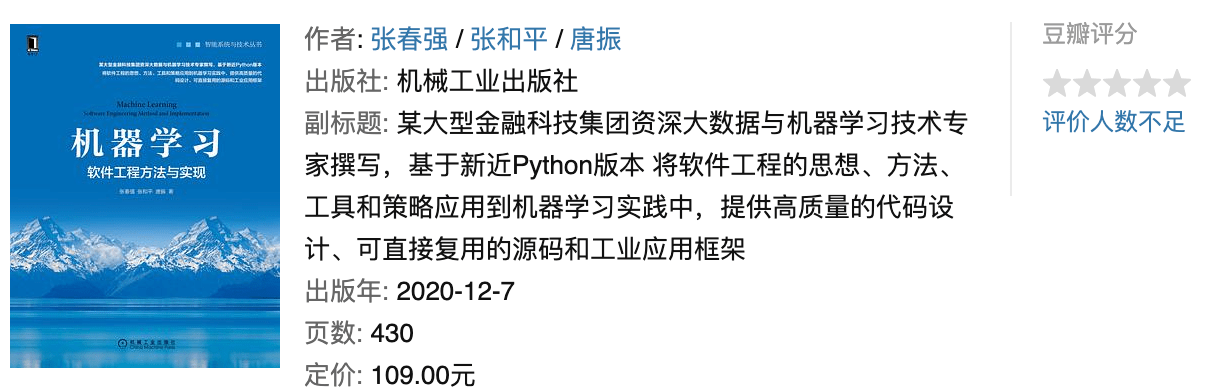 智能系统与技术丛书
某大型金融科技集团资深大数据与机器学习技术专家撰写，基于新近Python版本
将软件工程的思想、方法、工具和策略应用到机器学习实践中，提供高质量的代
码设计、可直接复用的源码和工业应用框架
Machine Learning
Software Engineering Method and Implementation
机器学习
软件工程方法与实现
张春强 张和平 唐振 著
机械工业出版社
China Machine Press
作者: 张春强 / 张和平 / 唐振
出版社: 机械工业出版社
副标题: 某大型金融科技集团资深大数据与机器学习技术专
家撰写，基于新近Python版本 将软件工程的思想、方法、
工具和策略应用到机器学习实践中，提供高质量的代码设
计、可直接复用的源码和工业应用框架
出版年: 2020-12-7
页数: 430
定价: 109.00元
豆瓣评分
评价人数不足